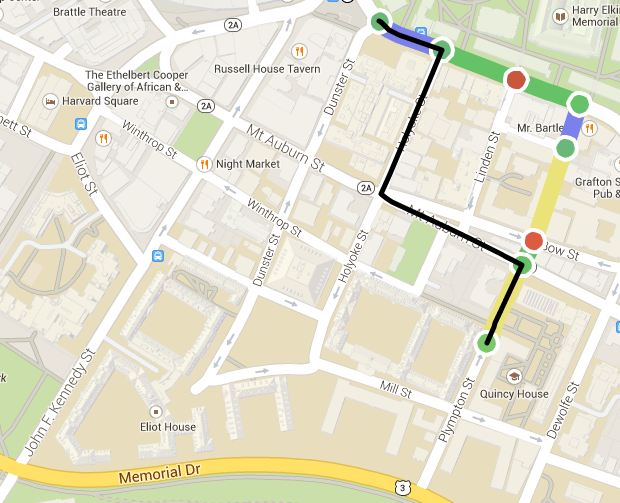 Brattle Theatre
Harry Elkin
Memorial
2A
Russell House Tavern
The Ethelbert Cooper
Gallery of African &...
Harvard Square
2A
Dunster St
Holyoke St
Mr. Bartle
ett St
Winthrop St
Mt Auburn St
Linden St
Eliot St
Night Market
2A
Grafton S
Pub &
Winthrop St
Mt Auburn St
ow St
Dunster St
Holyoke St
John F. Kennedy St
Mill St
Quincy House
Plympton St
Dewolfe St
Eliot House
Memorial Dr
3